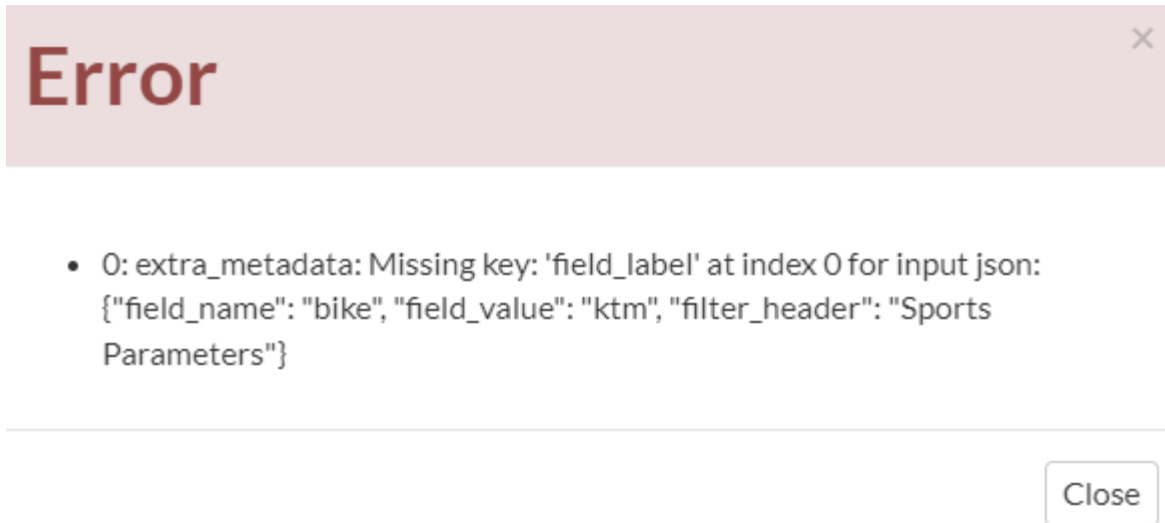 Error
×
• 0: extra_metadata: Missing key: 'field_label' at index 0 for input json:
{"field_name": "bike", "field_value": "ktm", "filter_header": "Sports
Parameters"}
Close